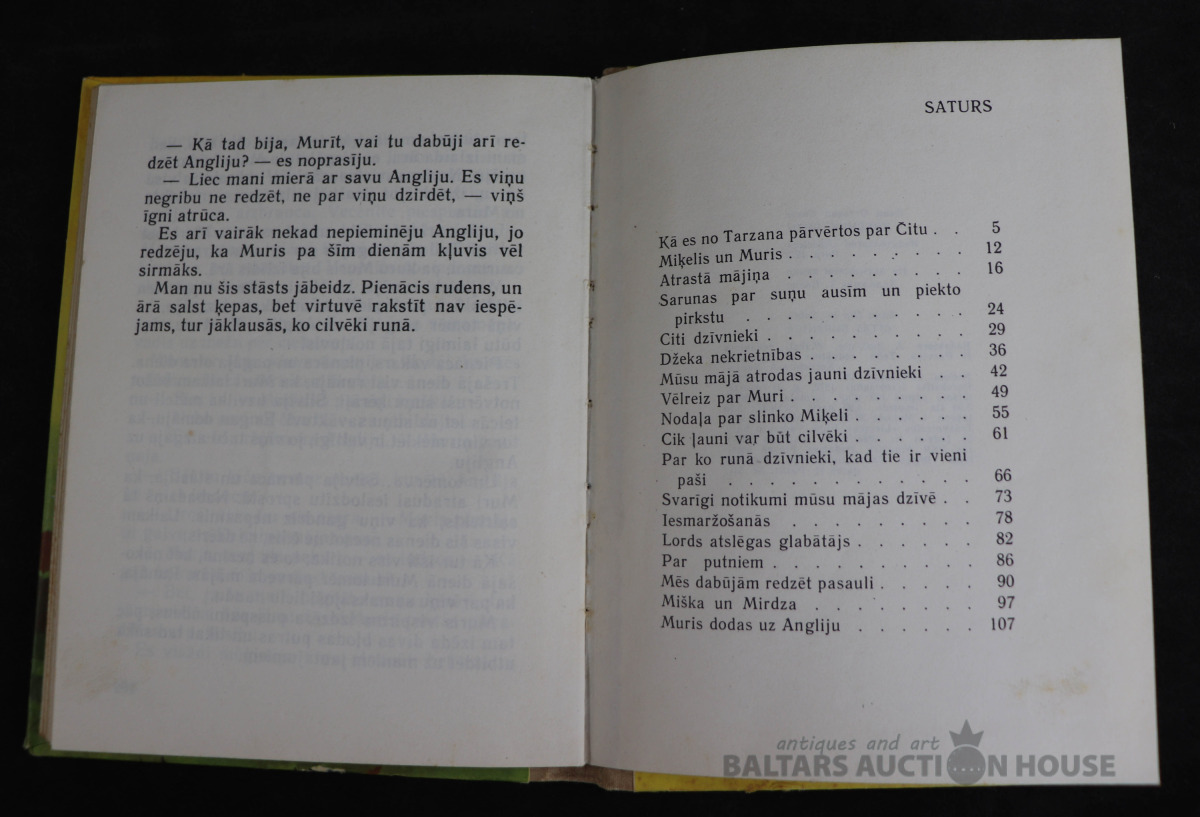 — Kā tad bija, Murīt, vai tu dabūji arī re-
dzēt Angliju? — es noprasīju.
— Liec mani mierā ar savu Angliju. Es viņu
negribu ne redzēt, ne par viņu dzirdēt, — viņš
īgni atrūca.
Es arī vairāk nekad nepieminēju Angliju, jo
redzēju, ka Muris pa šīm dienām kļuvis vēl
sirmāks.
Man nu šis stāsts jābeidz. Pienācis rudens, un
ārā salst ķepas, bet virtuvē rakstīt nav iespē-
jams, tur jāklausās, ko cilvēki runā.
SATURS
Kā es no Tarzana pārvērtos par Čitu . . 5
Miķelis un Muris . . . . . . . . 12
Atrastā mājiņa . . . . . . . . 16
Sarunas par suņu ausīm un piekto
pirkstu . . . . . . . . . . . 24
Citi dzīvnieki . . . . . . . . . 29
Džeka nekrietnības . . . . . . . 36
Mūsu mājā atrodas jauni dzīvnieki . . 42
Vēlreiz par Muri . . . . . . . . 49
Nodaļa par slinko Miķeli . . . . . 55
Cik ļauni var būt cilvēki . . . . . 61
Par ko runā dzīvnieki, kad tie ir vieni
paši . . . . . . . . . . . 66
Svarīgi notikumi mūsu mājas dzīvē . . 73
Iesmaržošanās . . . . . . . . 78
Lords atslēgas glabātājs . . . . . . 82
Par putniem . . . . . . . . . . 86
Mēs dabūjām redzēt pasauli . . . . . 90
Miška un Mirdza . . . . . . . 97
Muris dodas uz Angliju . . . . . . 107
antiques and art
BALTARS AUCTION HOUSE